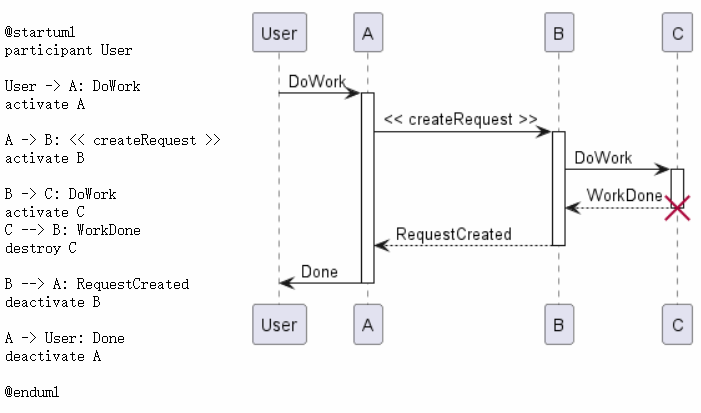 @startuml
participant User
User -> A: DoWork
activate A
A -> B: << createRequest >>
activate B
B -> C: DoWork
activate C
C --> B: WorkDone
destroy C
B --> A: RequestCreated
deactivate B
A -> User: Done
deactivate A
@enduml
User A B C
DoWork
<< createRequest >>
DoWork
WorkDone
RequestCreated
Done
User A B C